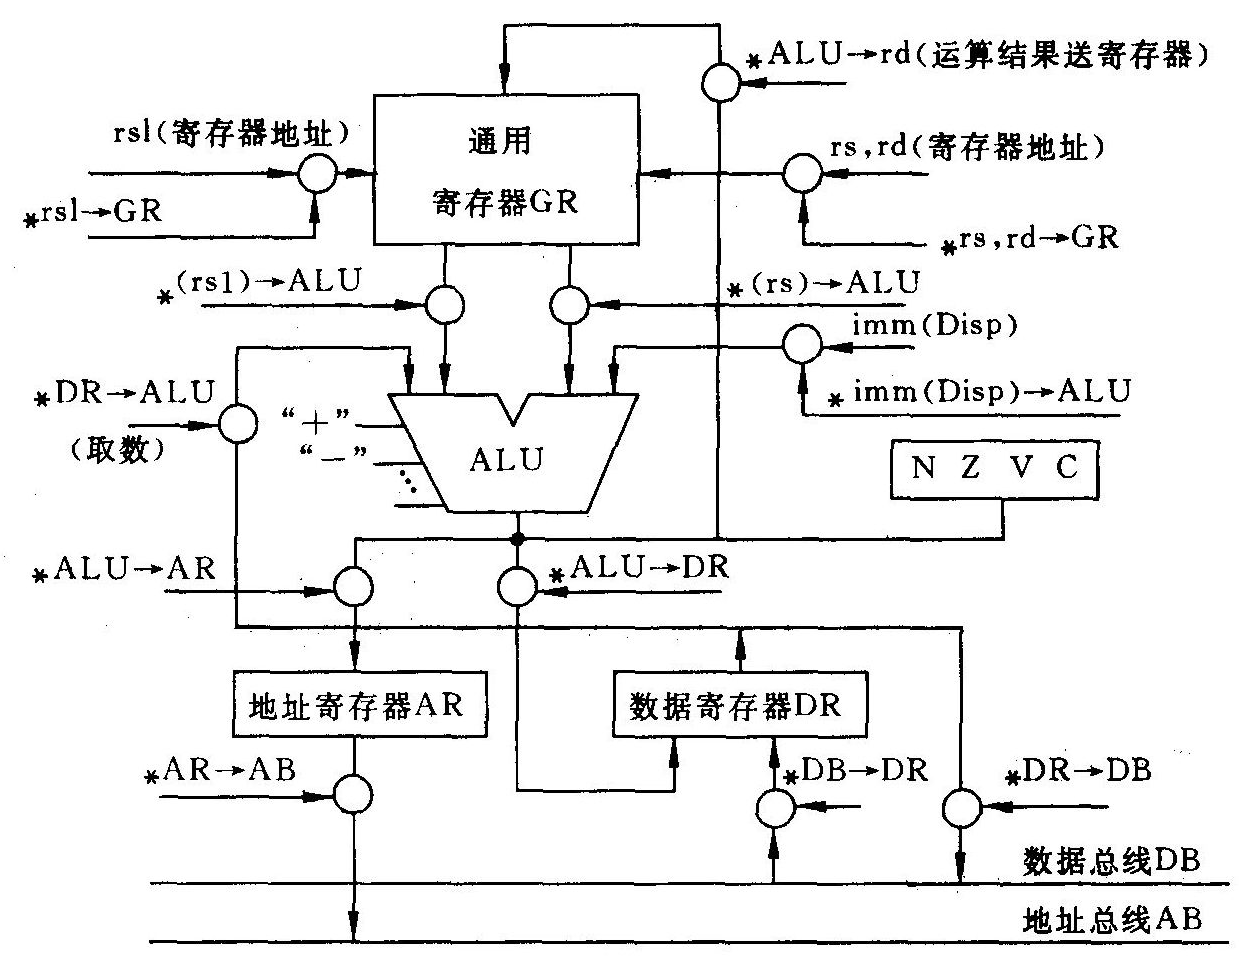 *ALU→rd(运算结果送寄存器)
rsl(寄存器地址)
通用
寄存器GR
rs,rd(寄存器地址)
*rsl→GR
*rs,rd→GR
*(rs1)→ALU
*(rs)→ALU
imm(Disp)
*DR→ALU
(取数)
*imm(Disp)→ALU
“+”
“−”
ALU
N Z V C
*ALU→AR
*ALU→DR
地址寄存器AR
数据寄存器DR
*AR→AB
*DB→DR
*DR→DB
数据总线DB
地址总线AB